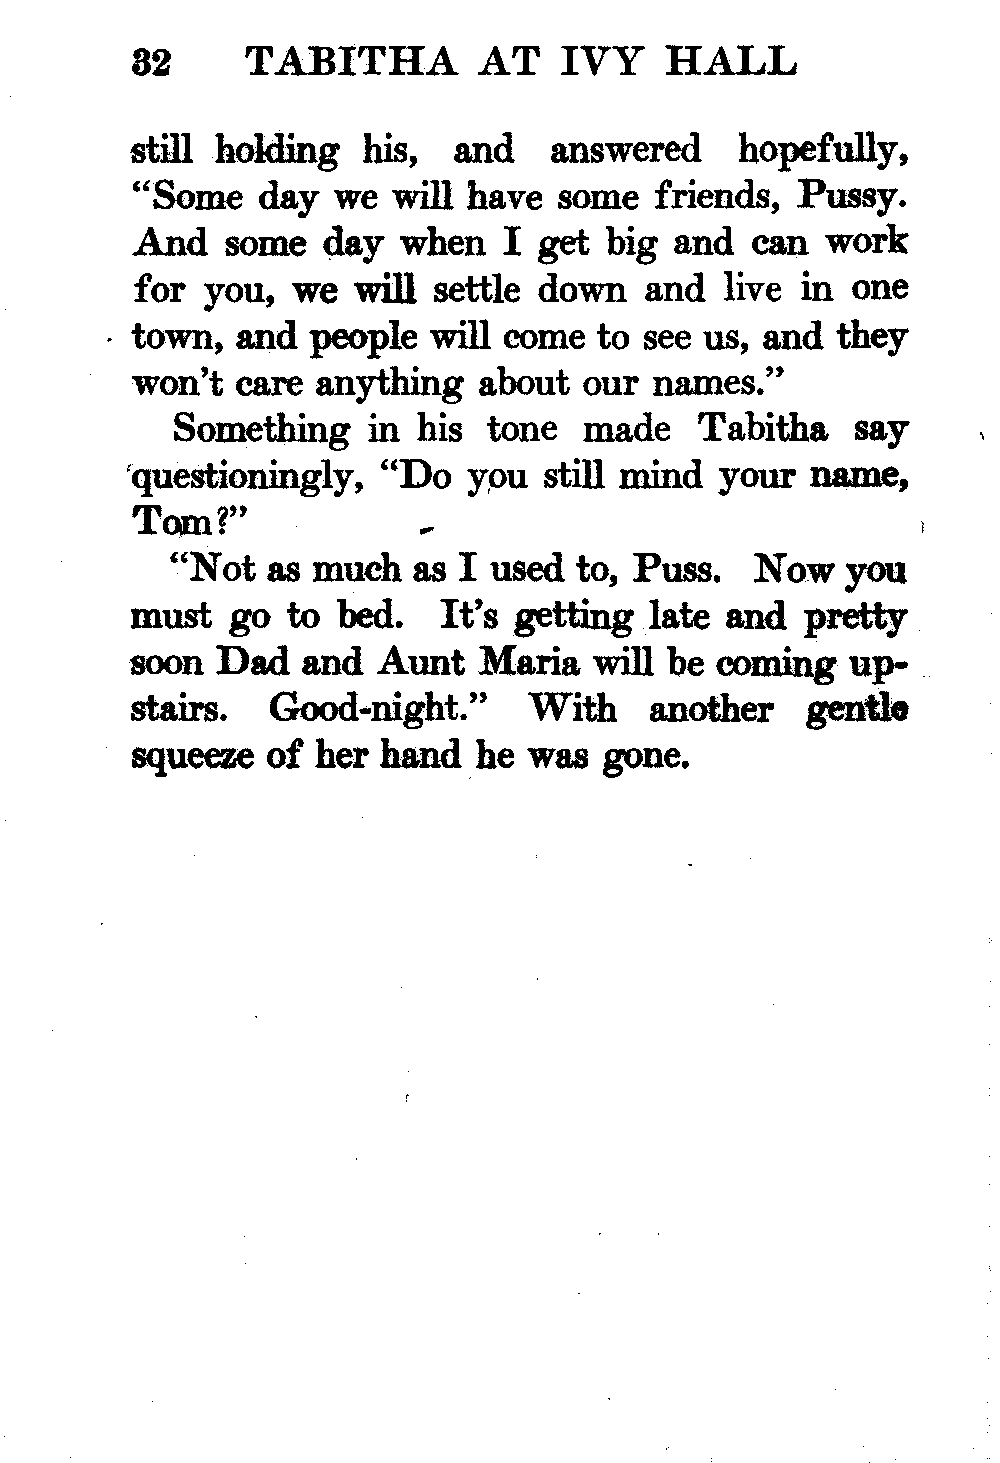 32 TABITHA AT IVY HALL
still holding his, and answered hopefully,
“Some day we will have some friends, Pussy.
And some day when I get big and can work
for you, we will settle down and live in one
town, and people will come to see us, and they
won't care anything about our names.”
Something in his tone made Tabitha say
questioningly, “Do you still mind your name,
Tom?”
“Not as much as I used to, Puss. Now you
must go to bed. It's getting late and pretty
soon Dad and Aunt Maria will be coming up-
stairs. Good-night.” With another gentle
squeeze of her hand he was gone.